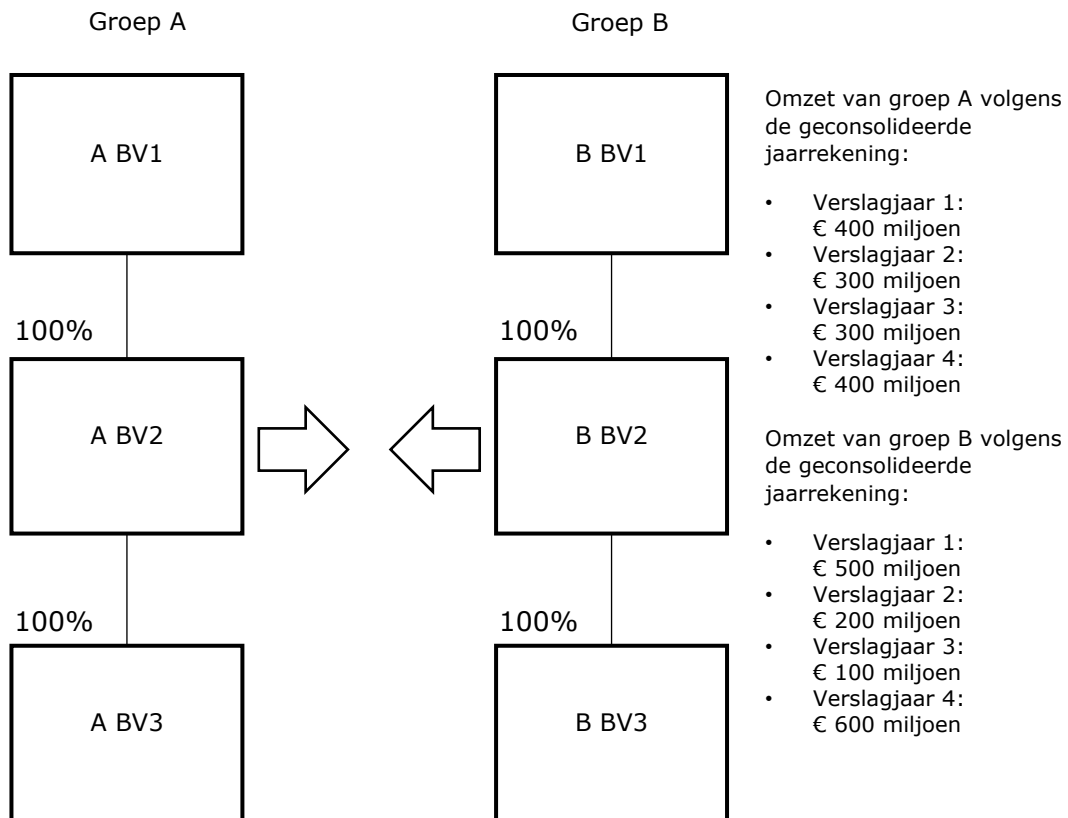 Groep A
Groep B
A BV1
B BV1
100%
100%
A BV2
B BV2
100%
100%
A BV3
B BV3
Omzet van groep A volgens
de geconsolideerde
jaarrekening:
• Verslagjaar 1:
€ 400 miljoen
• Verslagjaar 2:
€ 300 miljoen
• Verslagjaar 3:
€ 300 miljoen
• Verslagjaar 4:
€ 400 miljoen
Omzet van groep B volgens
de geconsolideerde
jaarrekening:
• Verslagjaar 1:
€ 500 miljoen
• Verslagjaar 2:
€ 200 miljoen
• Verslagjaar 3:
€ 100 miljoen
• Verslagjaar 4:
€ 600 miljoen